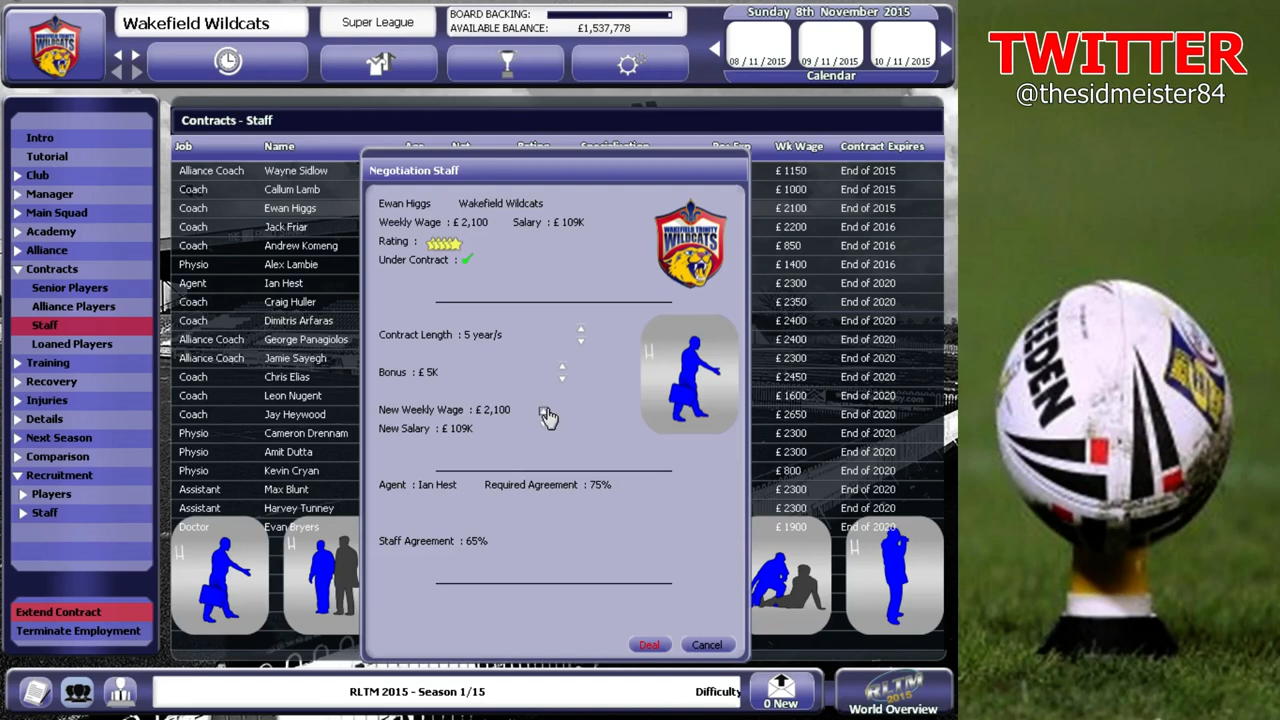 Wakefield Wildcats
Super League
BOARD BACKING:
AVAILABLE BALANCE: £1,537,778
Sunday 8th November 2015
08 / 11 / 2015 09 / 11 / 2015 10 / 11 / 2015
Calendar
TWITTER
@thesidmeister84
Intro
Tutorial
Club
Manager
Main Squad
Academy
Alliance
Contracts
Senior Players
Alliance Players
Staff
Loaned Players
Training
Recovery
Injuries
Details
Next Season
Comparison
Recruitment
Players
Staff
Extend Contract
Terminate Employment
Contracts - Staff
Job Name Wk Wage Contract Expires
Alliance Coach Wayne Sidlow £ 1150 End of 2015
Coach Callum Lamb £ 1000 End of 2015
Coach Ewan Higgs £ 2100 End of 2015
Coach Jack Friar £ 2200 End of 2016
Coach Andrew Komeng £ 850 End of 2016
Physio Alex Lambie £ 1400 End of 2016
Agent Ian Hest £ 2300 End of 2020
Coach Craig Huller £ 2350 End of 2020
Coach Dimitris Arfaras £ 2400 End of 2020
Alliance Coach George Panagiolos £ 2400 End of 2020
Alliance Coach Jamie Sayegh £ 2300 End of 2020
Coach Chris Elias £ 2450 End of 2020
Coach Leon Nugent £ 1600 End of 2020
Coach Jay Heywood £ 2650 End of 2020
Physio Cameron Drennam £ 2300 End of 2020
Physio Amit Dutta £ 2300 End of 2020
Physio Kevin Cryan £ 800 End of 2020
Assistant Max Blunt £ 2300 End of 2020
Assistant Harvey Tunney £ 2300 End of 2020
Doctor Evan Bryers £ 1900 End of 2020
Negotiation Staff
Ewan Higgs Wakefield Wildcats
Weekly Wage : £ 2,100 Salary : £ 109K
Rating :
Under Contract :
WAKEFIELD TRINITY
WILDCATS
Contract Length : 5 year/s
Bonus : £ 5K
New Weekly Wage : £ 2,100
New Salary : £ 109K
Agent : Ian Hest Required Agreement : 75%
Staff Agreement : 65%
Deal Cancel
RLTM 2015 - Season 1/15 Difficulty
0 New
RLTM
2015
World Overview